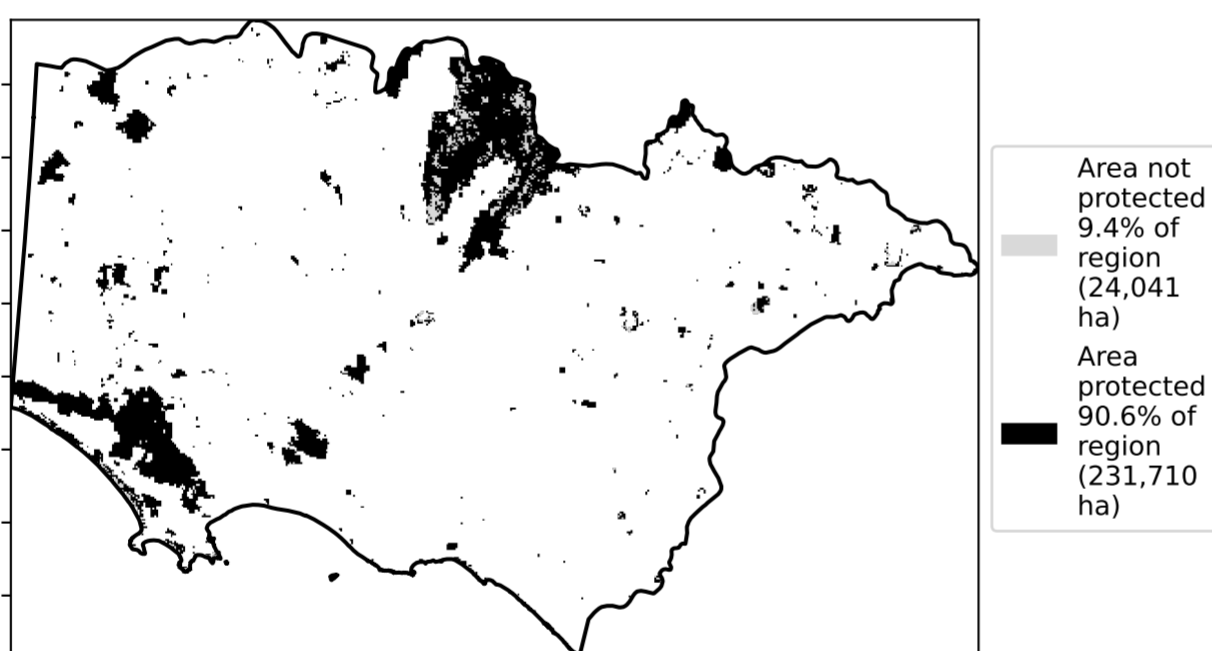 Area not
protected
9.4% of
region
(24,041
ha)
Area
protected
90.6% of
region
(231,710
ha)